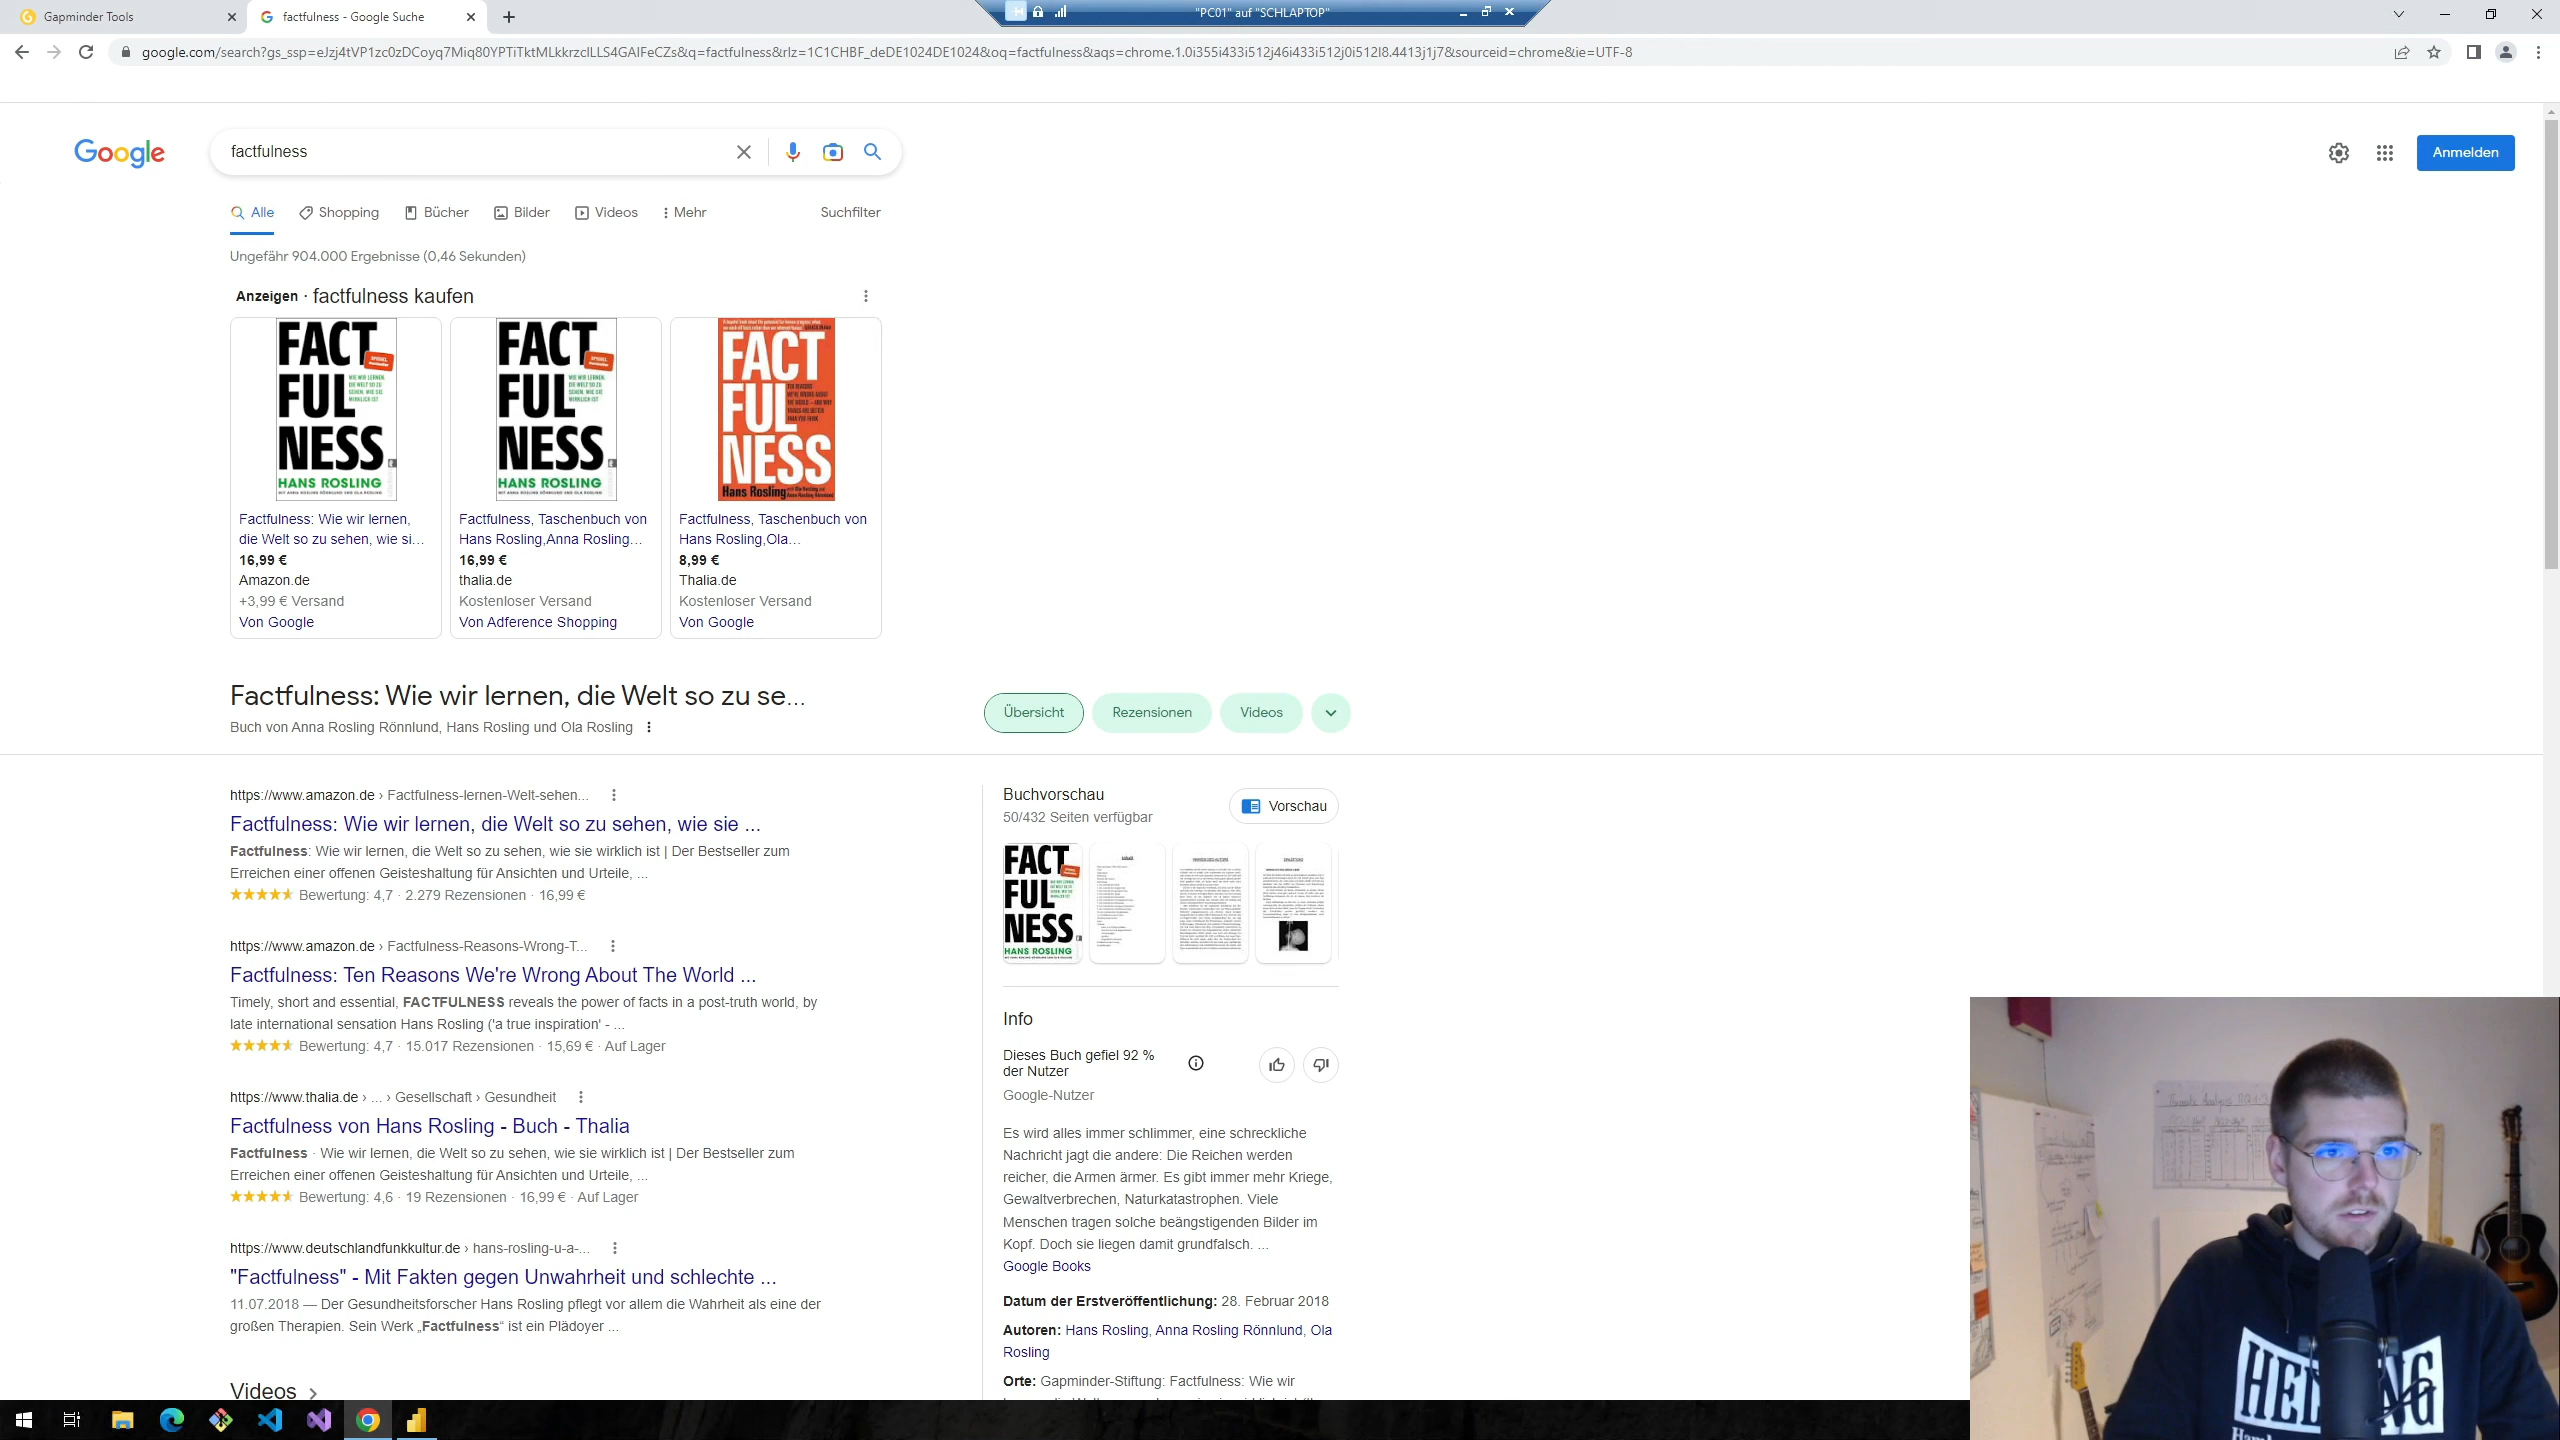 Gapminder Tools
factfulness - Google Suche
"PC01" auf "SCHLAPTOP"
google.com/search?gs_ssp=eJzj4tVP1zc0zDCoyq7Miq80YPTiTktMLkkrzclLLS4GAIFeCZs&q=factfulness&rlz=1C1CHBF_deDE1024DE1024&oq=factfulness&aqs=chrome.1.0i355i433i512j46i433i512j0i512l8.4413j1j7&sourceid=chrome&ie=UTF-8
Google
factfulness
Anmelden
Alle
Shopping
Bücher
Bilder
Videos
Mehr
Suchfilter
Ungefähr 904.000 Ergebnisse (0,46 Sekunden)
Anzeigen · factfulness kaufen
FACT
FUL
NESS
HANS ROSLING
FACT
FUL
NESS
HANS ROSLING
FACT
FUL
NESS
Hans Rosling
Factfulness: Wie wir lernen,
die Welt so zu sehen, wie si...
16,99 €
Amazon.de
+3,99 € Versand
Von Google
Factfulness, Taschenbuch von
Hans Rosling,Anna Rosling...
16,99 €
thalia.de
Kostenloser Versand
Von Adference Shopping
Factfulness, Taschenbuch von
Hans Rosling,Ola...
8,99 €
Thalia.de
Kostenloser Versand
Von Google
Factfulness: Wie wir lernen, die Welt so zu se...
Buch von Anna Rosling Rönnlund, Hans Rosling und Ola Rosling
Übersicht
Rezensionen
Videos
https://www.amazon.de › Factfulness-lernen-Welt-sehen...
Factfulness: Wie wir lernen, die Welt so zu sehen, wie sie ...
Factfulness: Wie wir lernen, die Welt so zu sehen, wie sie wirklich ist | Der Bestseller zum
Erreichen einer offenen Geisteshaltung für Ansichten und Urteile, ...
Bewertung: 4,7 · 2.279 Rezensionen · 16,99 €
https://www.amazon.de › Factfulness-Reasons-Wrong-T...
Factfulness: Ten Reasons We're Wrong About The World ...
Timely, short and essential, FACTFULNESS reveals the power of facts in a post-truth world, by
late international sensation Hans Rosling ('a true inspiration' - ...
Bewertung: 4,7 · 15.017 Rezensionen · 15,69 € · Auf Lager
https://www.thalia.de › ... › Gesellschaft › Gesundheit
Factfulness von Hans Rosling - Buch - Thalia
Factfulness · Wie wir lernen, die Welt so zu sehen, wie sie wirklich ist | Der Bestseller zum
Erreichen einer offenen Geisteshaltung für Ansichten und Urteile, ...
Bewertung: 4,6 · 19 Rezensionen · 16,99 € · Auf Lager
https://www.deutschlandfunkkultur.de › hans-rosling-u-a-...
"Factfulness" - Mit Fakten gegen Unwahrheit und schlechte ...
11.07.2018 — Der Gesundheitsforscher Hans Rosling pflegt vor allem die Wahrheit als eine der
großen Therapien. Sein Werk „Factfulness“ ist ein Plädoyer ...
Videos
Buchvorschau
50/432 Seiten verfügbar
Vorschau
FACT
FUL
NESS
HANS ROSLING
Info
Dieses Buch gefiel 92 %
der Nutzer
Google-Nutzer
Es wird alles immer schlimmer, eine schreckliche
Nachricht jagt die andere: Die Reichen werden
reicher, die Armen ärmer. Es gibt immer mehr Kriege,
Gewaltverbrechen, Naturkatastrophen. Viele
Menschen tragen solche beängstigenden Bilder im
Kopf. Doch sie liegen damit grundfalsch. ...
Google Books
Datum der Erstveröffentlichung: 28. Februar 2018
Autoren: Hans Rosling, Anna Rosling Rönnlund, Ola
Rosling
Orte: Gapminder-Stiftung: Factfulness: Wie wir